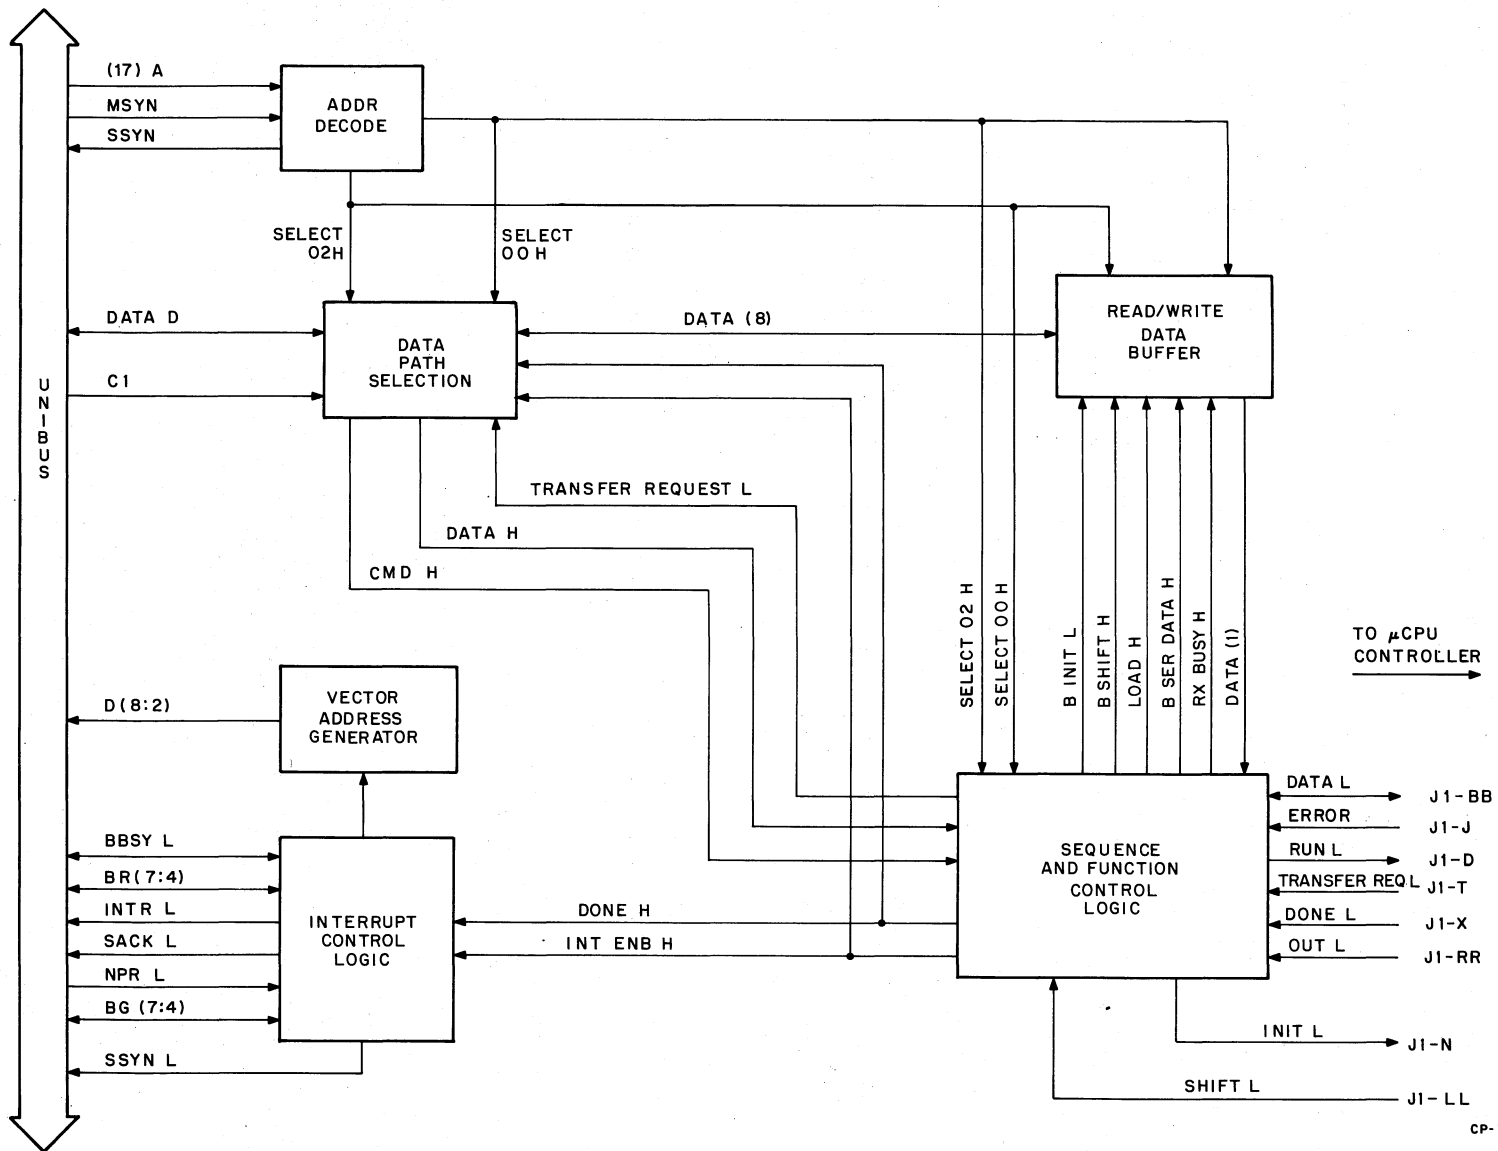 (17) A
MSYN
SSYN
ADDR
DECODE
SELECT
02H
SELECT
00 H
DATA D
C1
DATA
PATH
SELECTION
DATA (8)
READ/WRITE
DATA
BUFFER
UNIBUS
TRANSFER REQUEST L
DATA H
CMD H
SELECT 02 H
SELECT 00 H
B INIT L
B SHIFT H
LOAD H
B SER DATA H
RX BUSY H
DATA (1)
TO μCPU
CONTROLLER
D(8:2)
VECTOR
ADDRESS
GENERATOR
BBSY L
BR(7:4)
INTR L
SACK L
NPR L
BG (7:4)
SSYN L
INTERRUPT
CONTROL
LOGIC
DONE H
INT ENB H
SEQUENCE
AND FUNCTION
CONTROL
LOGIC
DATA L J1-BB
ERROR J1-J
RUN L J1-D
TRANSFER REQ L J1-T
DONE L J1-X
OUT L J1-RR
INIT L J1-N
SHIFT L J1-LL
CP-